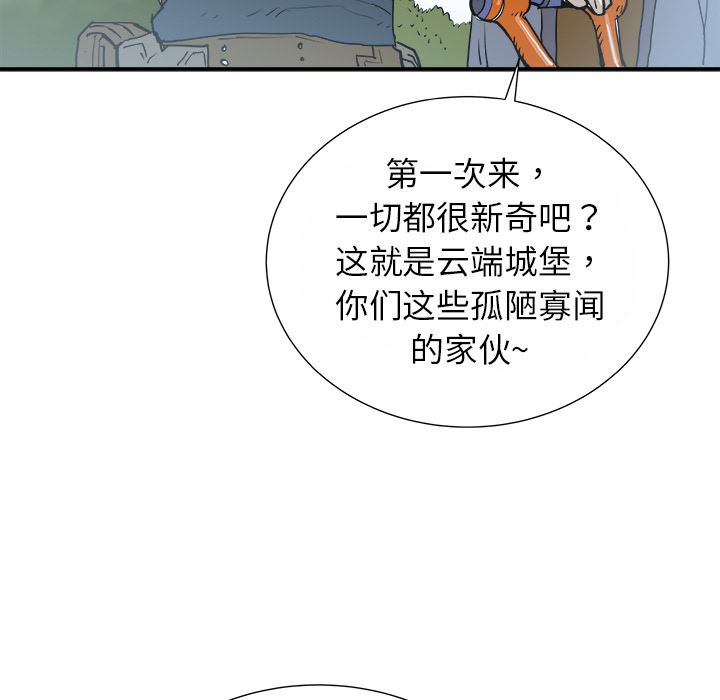 第一次来，
一切都很新奇吧？
这就是云端城堡，
你们这些孤陋寡闻
的家伙~